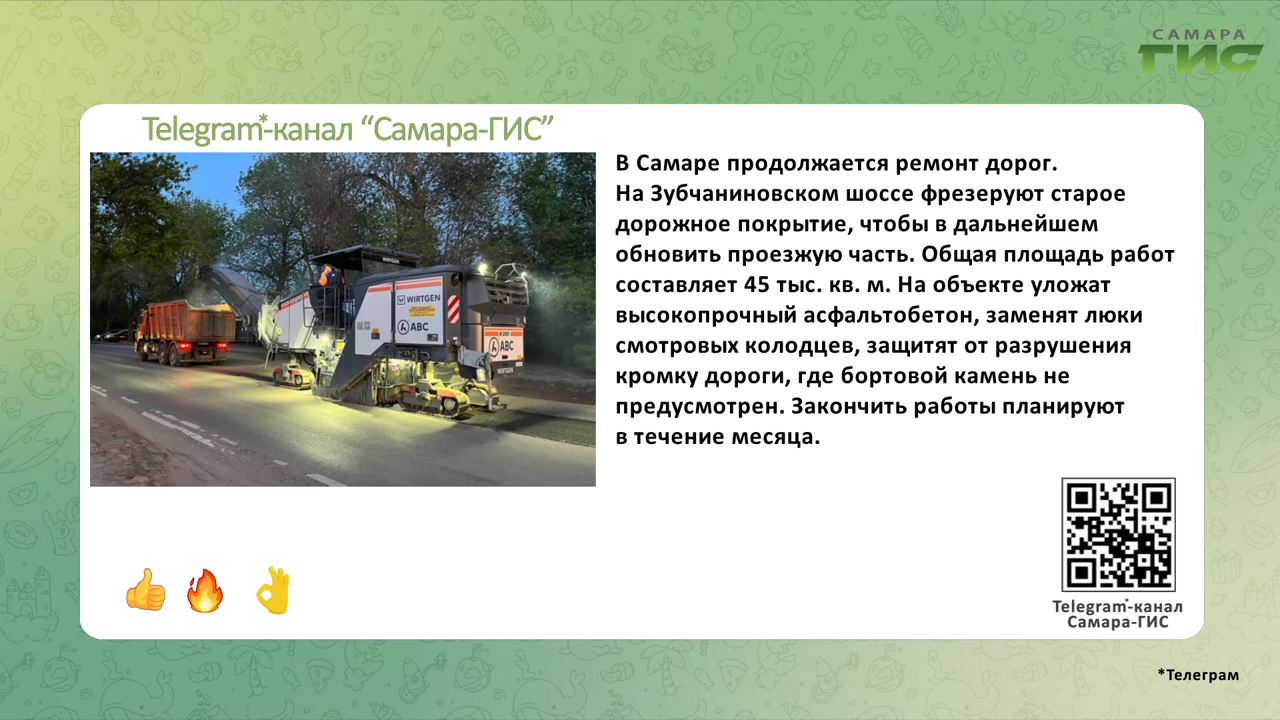 САМАРА
ГИС
Telegram*-канал “Самара-ГИС”
В Самаре продолжается ремонт дорог.
На Зубчаниновском шоссе фрезеруют старое
дорожное покрытие, чтобы в дальнейшем
обновить проезжую часть. Общая площадь работ
составляет 45 тыс. кв. м. На объекте уложат
высокопрочный асфальтобетон, заменят люки
смотровых колодцев, защитят от разрушения
кромку дороги, где бортовой камень не
предусмотрен. Закончить работы планируют
в течение месяца.
WIRTGEN
WIRTGEN
ABC
ABC
WIRTGEN
Telegram*-канал
Самара-ГИС
*Телеграм